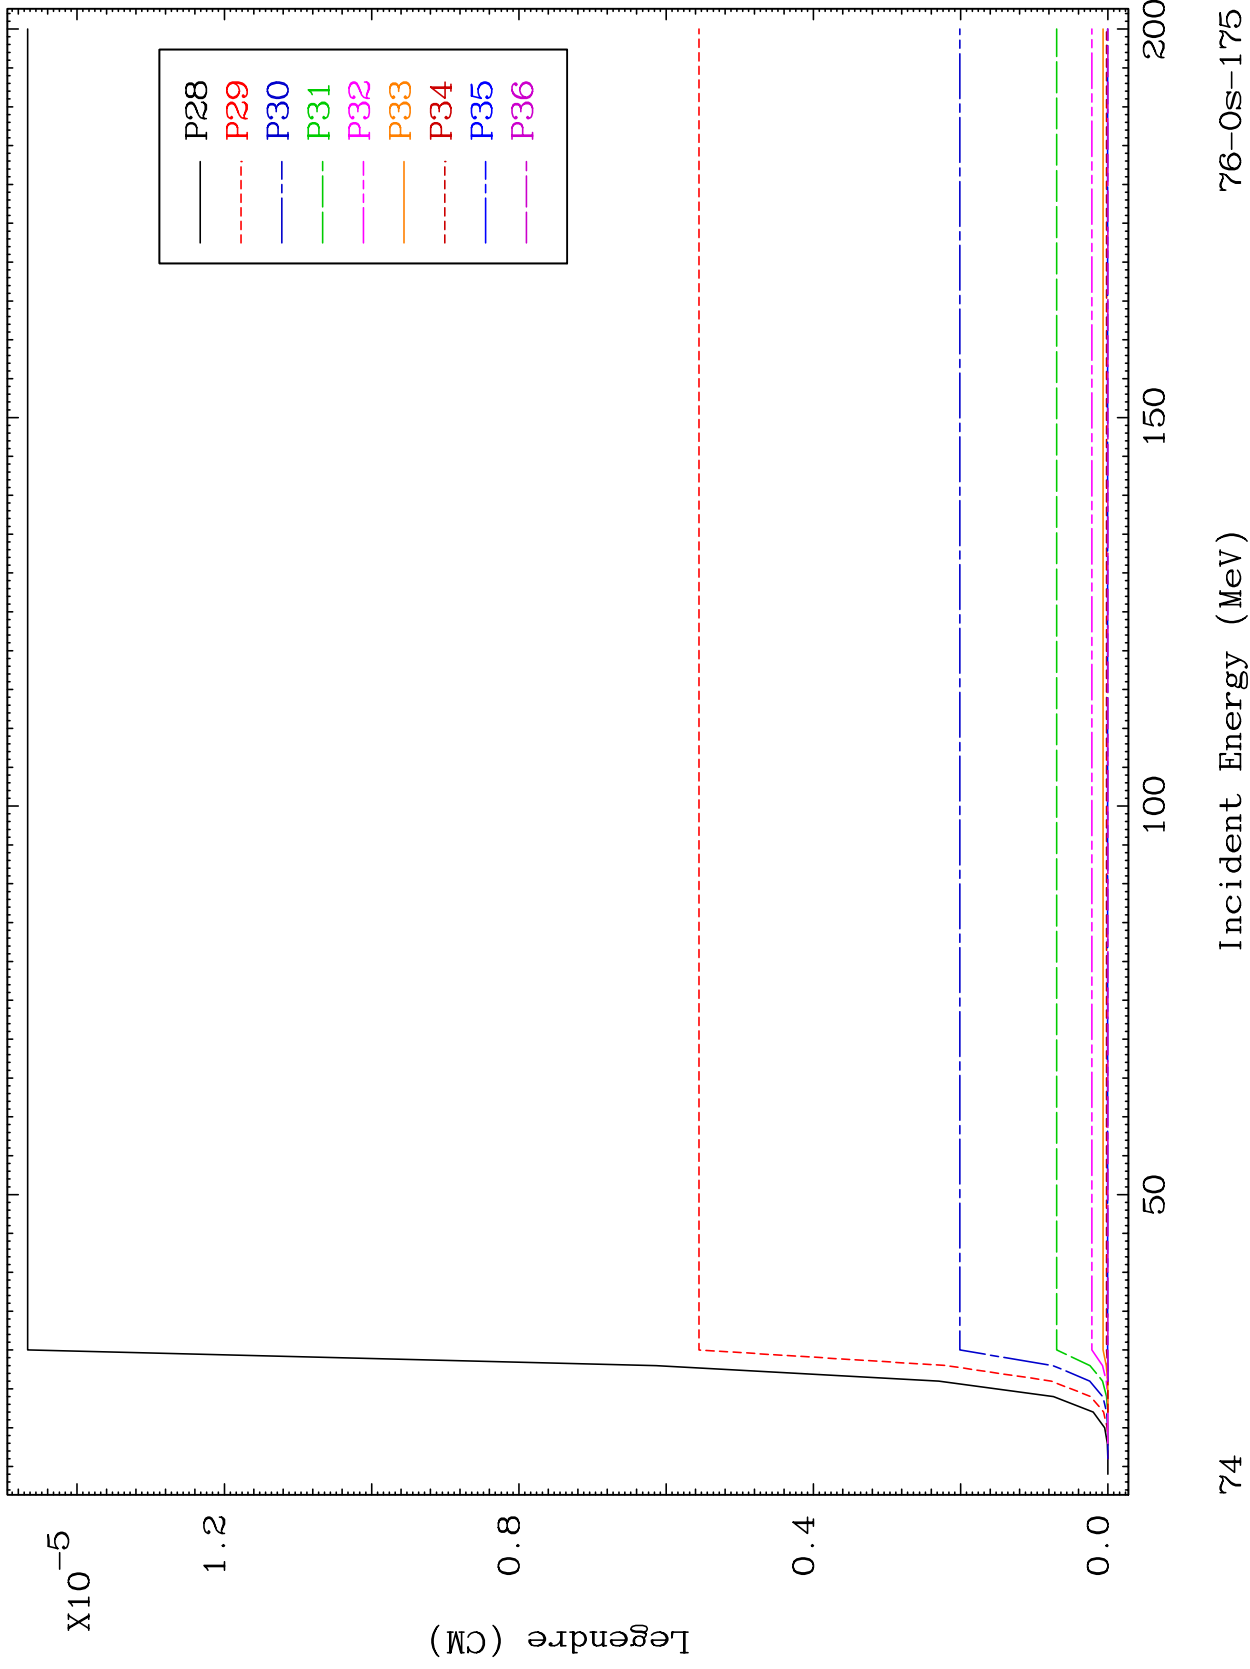 X10-5
1.2
0.8
0.4
0.0
Legendre (CM)
P28
P29
P30
P31
P32
P33
P34
P35
P36
50
100
150
200
74
Incident Energy (MeV)
76-Os-175